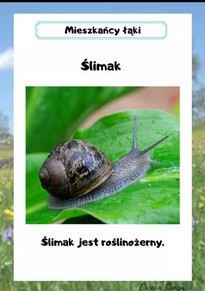 Mieszkańcy łąki
Ślimak
Ślimak jest roślinożerny.